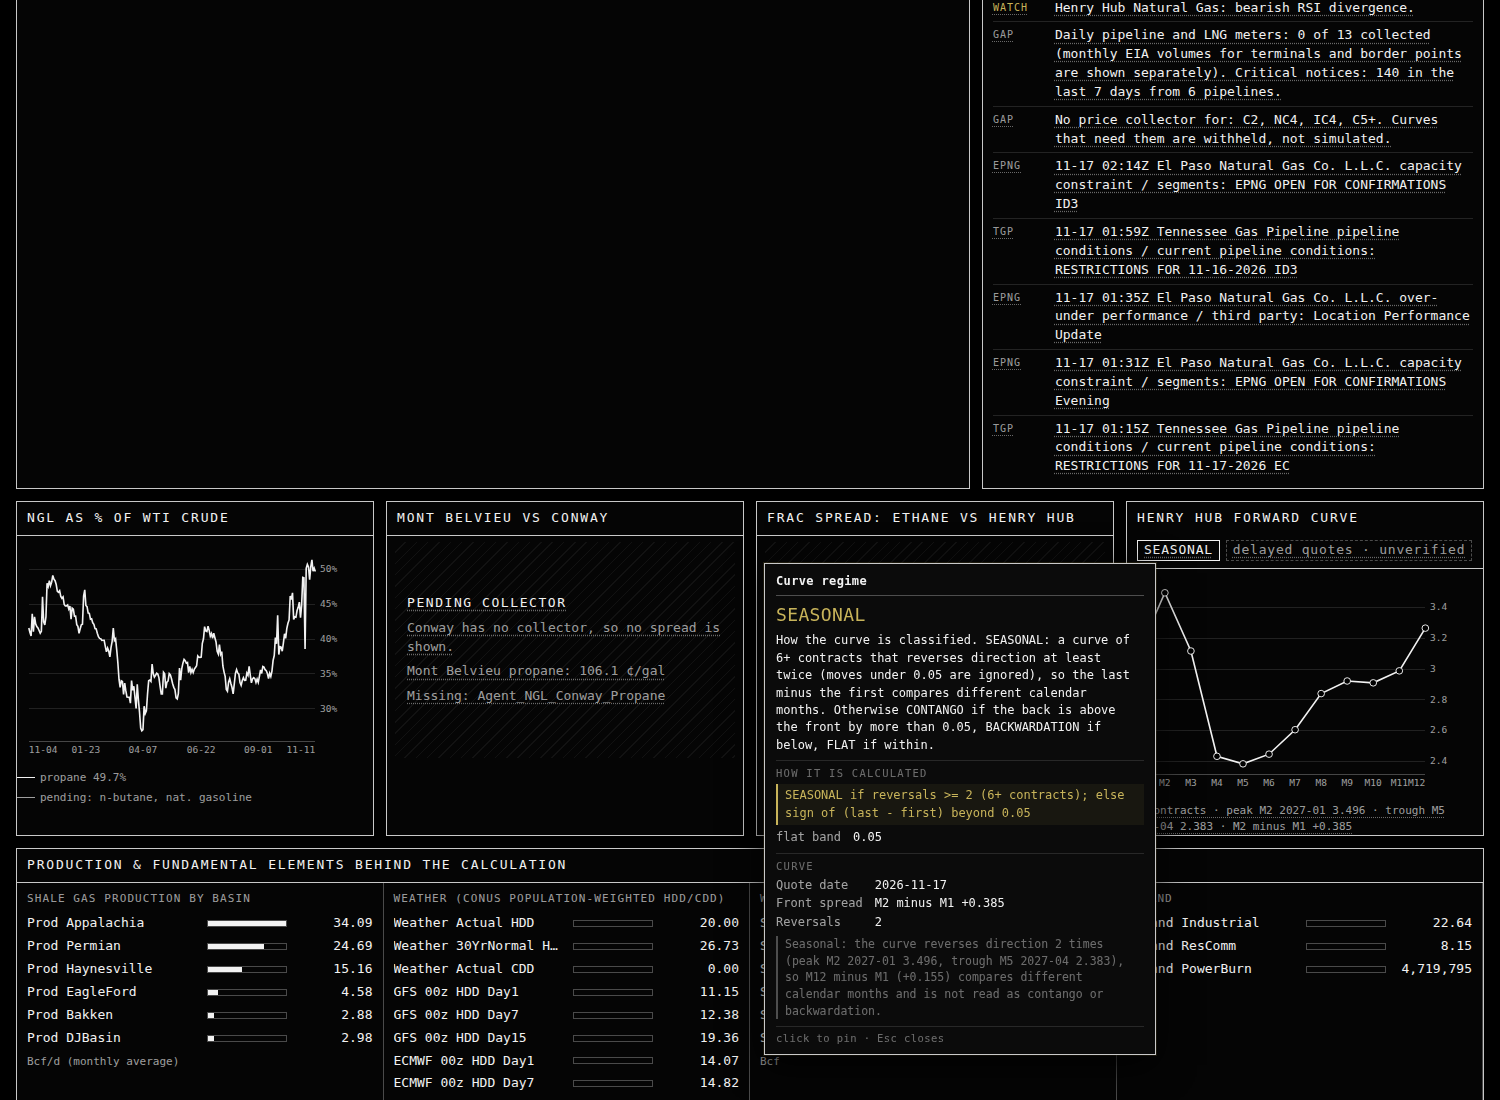 WATCH Henry Hub Natural Gas: bearish RSI divergence.
GAP Daily pipeline and LNG meters: 0 of 13 collected
(monthly EIA volumes for terminals and border points
are shown separately). Critical notices: 140 in the
last 7 days from 6 pipelines.
GAP No price collector for: C2, NC4, IC4, C5+. Curves
that need them are withheld, not simulated.
EPNG 11-17 02:14Z El Paso Natural Gas Co. L.L.C. capacity
constraint / segments: EPNG OPEN FOR CONFIRMATIONS
ID3
TGP 11-17 01:59Z Tennessee Gas Pipeline pipeline
conditions / current pipeline conditions:
RESTRICTIONS FOR 11-16-2026 ID3
EPNG 11-17 01:35Z El Paso Natural Gas Co. L.L.C. over-
under performance / third party: Location Performance
Update
EPNG 11-17 01:31Z El Paso Natural Gas Co. L.L.C. capacity
constraint / segments: EPNG OPEN FOR CONFIRMATIONS
Evening
TGP 11-17 01:15Z Tennessee Gas Pipeline pipeline
conditions / current pipeline conditions:
RESTRICTIONS FOR 11-17-2026 EC
NGL AS % OF WTI CRUDE
50%
45%
40%
35%
30%
11-04 01-23 04-07 06-22 09-01 11-11
propane 49.7%
pending: n-butane, nat. gasoline
MONT BELVIEU VS CONWAY
PENDING COLLECTOR
Conway has no collector, so no spread is
shown.
Mont Belvieu propane: 106.1 ¢/gal
Missing: Agent_NGL_Conway_Propane
FRAC SPREAD: ETHANE VS HENRY HUB
HENRY HUB FORWARD CURVE
SEASONAL delayed quotes · unverified
3.4
3.2
3
2.8
2.6
2.4
M2 M3 M4 M5 M6 M7 M8 M9 M10 M11 M12
ontracts · peak M2 2027-01 3.496 · trough M5
-04 2.383 · M2 minus M1 +0.385
Curve regime
SEASONAL
How the curve is classified. SEASONAL: a curve of
6+ contracts that reverses direction at least
twice (moves under 0.05 are ignored), so the last
minus the first compares different calendar
months. Otherwise CONTANGO if the back is above
the front by more than 0.05, BACKWARDATION if
below, FLAT if within.
HOW IT IS CALCULATED
SEASONAL if reversals >= 2 (6+ contracts); else
sign of (last - first) beyond 0.05
flat band 0.05
CURVE
Quote date 2026-11-17
Front spread M2 minus M1 +0.385
Reversals 2
Seasonal: the curve reverses direction 2 times
(peak M2 2027-01 3.496, trough M5 2027-04 2.383),
so M12 minus M1 (+0.155) compares different
calendar months and is not read as contango or
backwardation.
click to pin · Esc closes
PRODUCTION & FUNDAMENTAL ELEMENTS BEHIND THE CALCULATION
SHALE GAS PRODUCTION BY BASIN
Prod Appalachia 34.09
Prod Permian 24.69
Prod Haynesville 15.16
Prod EagleFord 4.58
Prod Bakken 2.88
Prod DJBasin 2.98
Bcf/d (monthly average)
WEATHER (CONUS POPULATION-WEIGHTED HDD/CDD)
Weather Actual HDD 20.00
Weather 30YrNormal H… 26.73
Weather Actual CDD 0.00
GFS 00z HDD Day1 11.15
GFS 00z HDD Day7 12.38
GFS 00z HDD Day15 19.36
ECMWF 00z HDD Day1 14.07
ECMWF 00z HDD Day7 14.82
Bcf
ND
nd Industrial 22.64
nd ResComm 8.15
nd PowerBurn 4,719,795